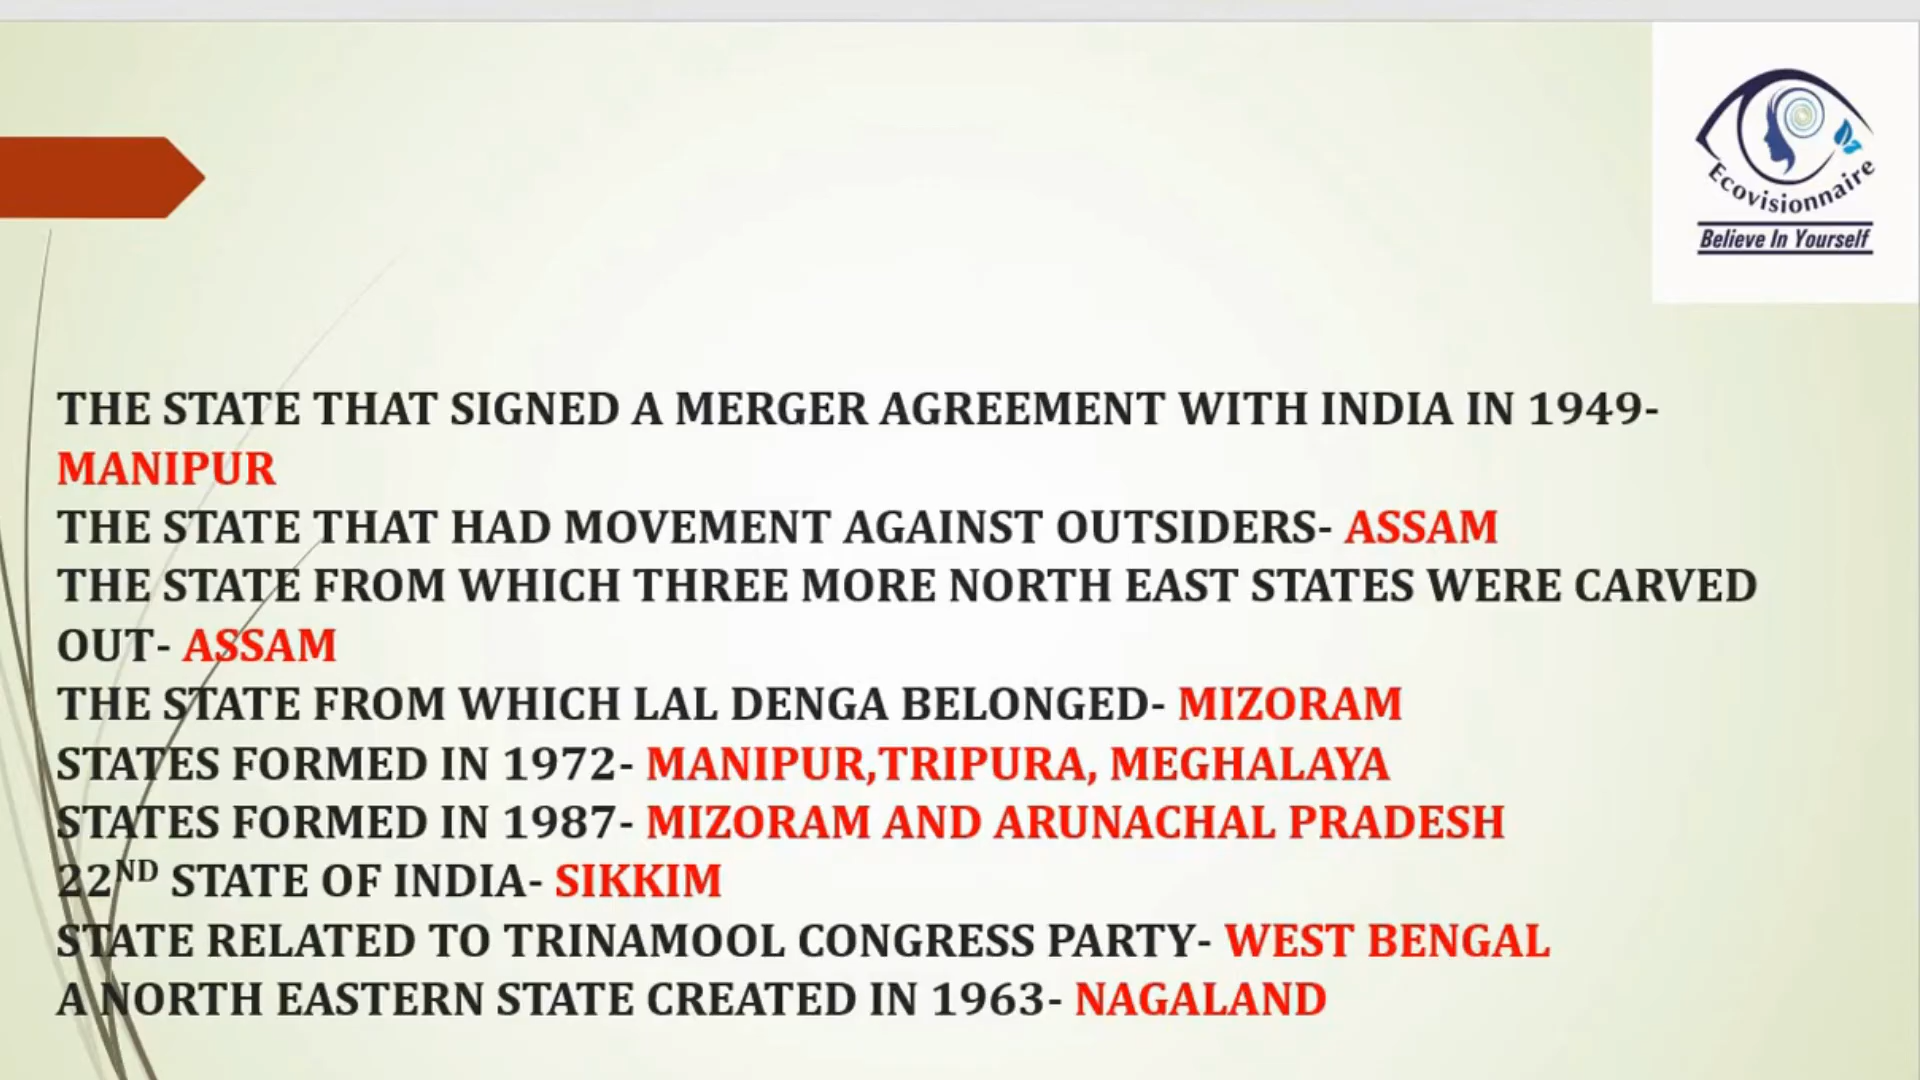 Ecovisionnaire
Believe In Yourself
THE STATE THAT SIGNED A MERGER AGREEMENT WITH INDIA IN 1949-
MANIPUR
THE STATE THAT HAD MOVEMENT AGAINST OUTSIDERS- ASSAM
THE STATE FROM WHICH THREE MORE NORTH EAST STATES WERE CARVED
OUT- ASSAM
THE STATE FROM WHICH LAL DENGA BELONGED- MIZORAM
STATES FORMED IN 1972- MANIPUR,TRIPURA, MEGHALAYA
STATES FORMED IN 1987- MIZORAM AND ARUNACHAL PRADESH
22ND STATE OF INDIA- SIKKIM
STATE RELATED TO TRINAMOOL CONGRESS PARTY- WEST BENGAL
A NORTH EASTERN STATE CREATED IN 1963- NAGALAND